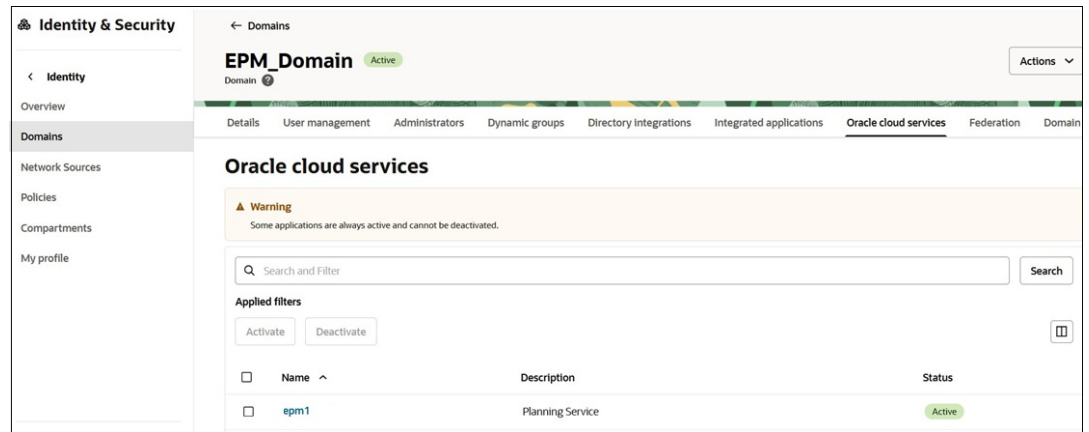 Identity & Security
Identity
Overview
Domains
Network Sources
Policies
Compartments
My profile
← Domains
EPM_Domain Active
Domain ?
Actions
Details User management Administrators Dynamic groups Directory integrations Integrated applications Oracle cloud services Federation Domain
Oracle cloud services
Warning
Some applications are always active and cannot be deactivated.
Search and Filter Search
Applied filters
Activate Deactivate
Name Description Status
epm1 Planning Service Active